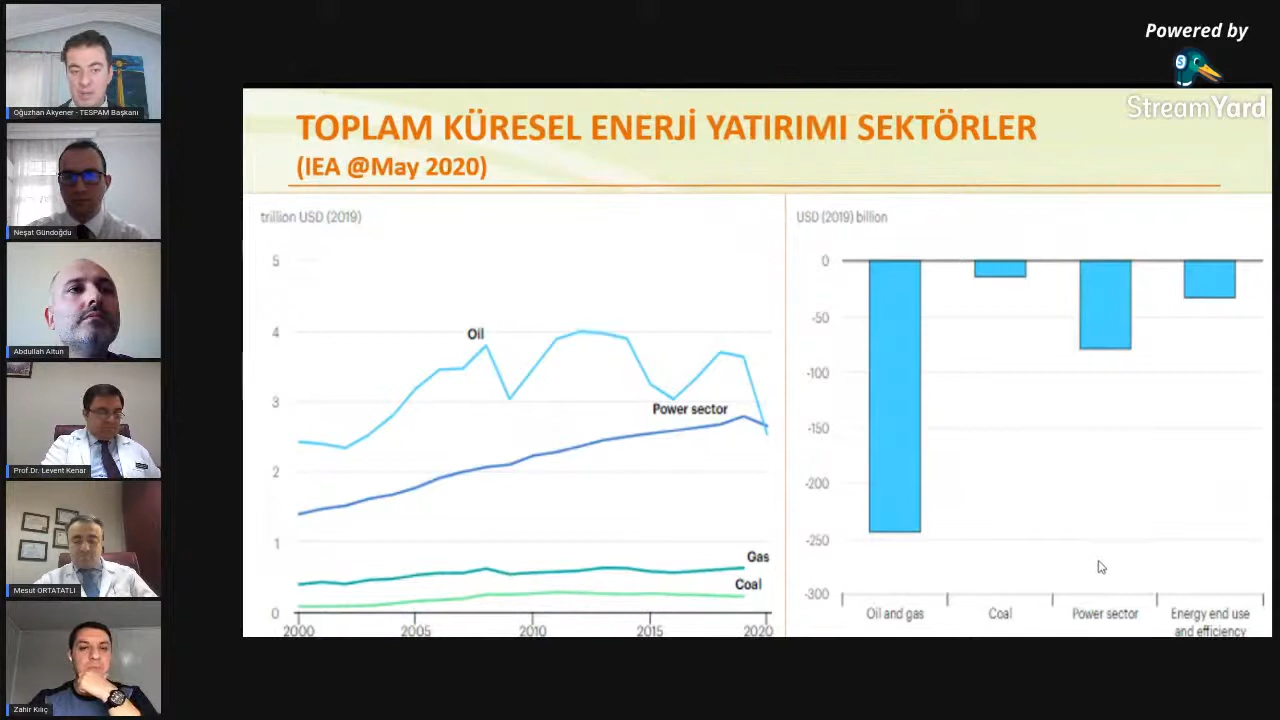 Powered by
StreamYard
Oğuzhan Akyener - TESPAM Başkanı
Neşat Gündoğdu
Abdullah Altun
Prof.Dr. Levent Kenar
Mesut ORTATATLI
Zahir Kılıç
TOPLAM KÜRESEL ENERJİ YATIRIMI SEKTÖRLER
(IEA @May 2020)
trillion USD (2019)
5
4
3
2
1
0
Oil
Power sector
Gas
Coal
2000 2005 2010 2015 2020
USD (2019) billion
0
-50
-100
-150
-200
-250
-300
Oil and gas Coal Power sector Energy end use
and efficiency